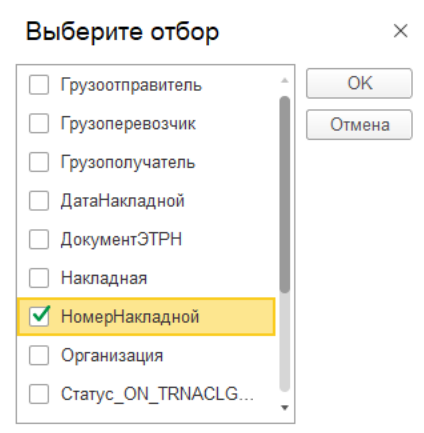 Выберите отбор
Грузоотправитель
OK
Грузоперевозчик
Отмена
Грузополучатель
ДатаНакладной
ДокументЭТРН
Накладная
НомерНакладной
Организация
Статус_ON_TRNACLG...